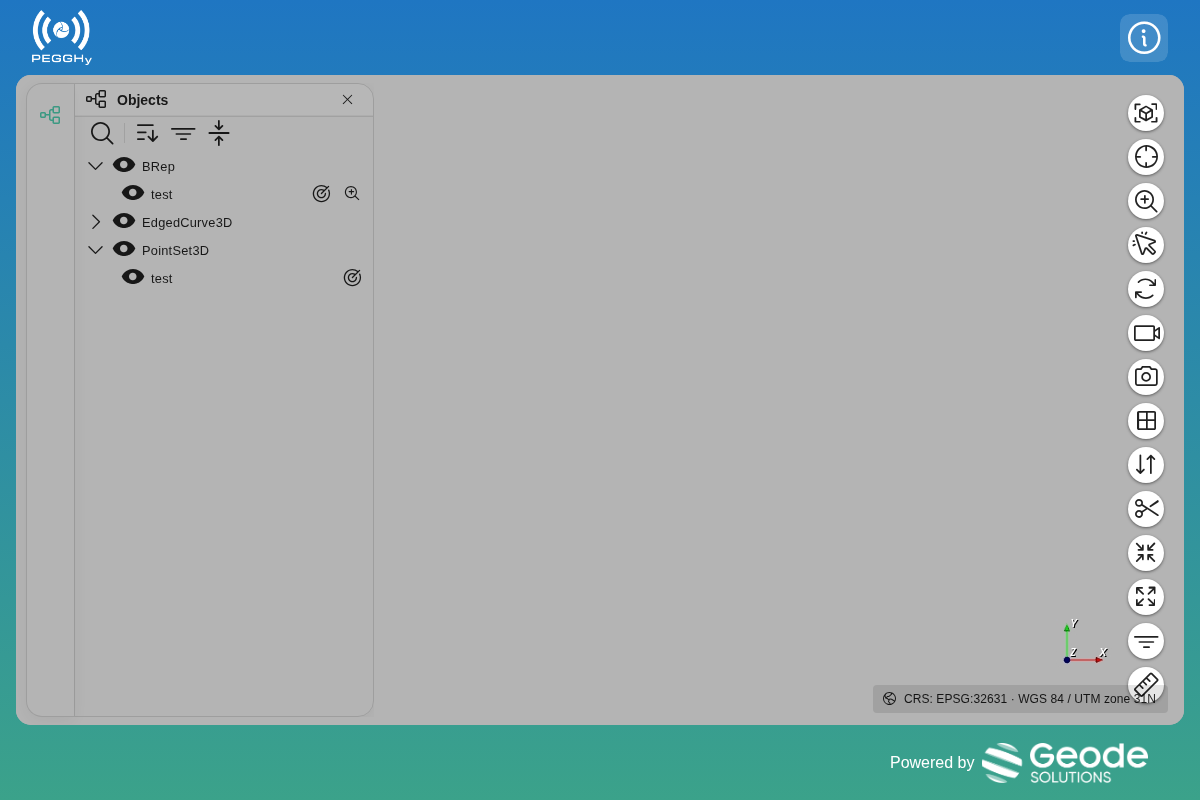 PEGGHy
Objects
BRep
test
EdgedCurve3D
PointSet3D
test
Y
Z X
CRS: EPSG:32631 · WGS 84 / UTM zone 31N
Powered by Geode
SOLUTIONS